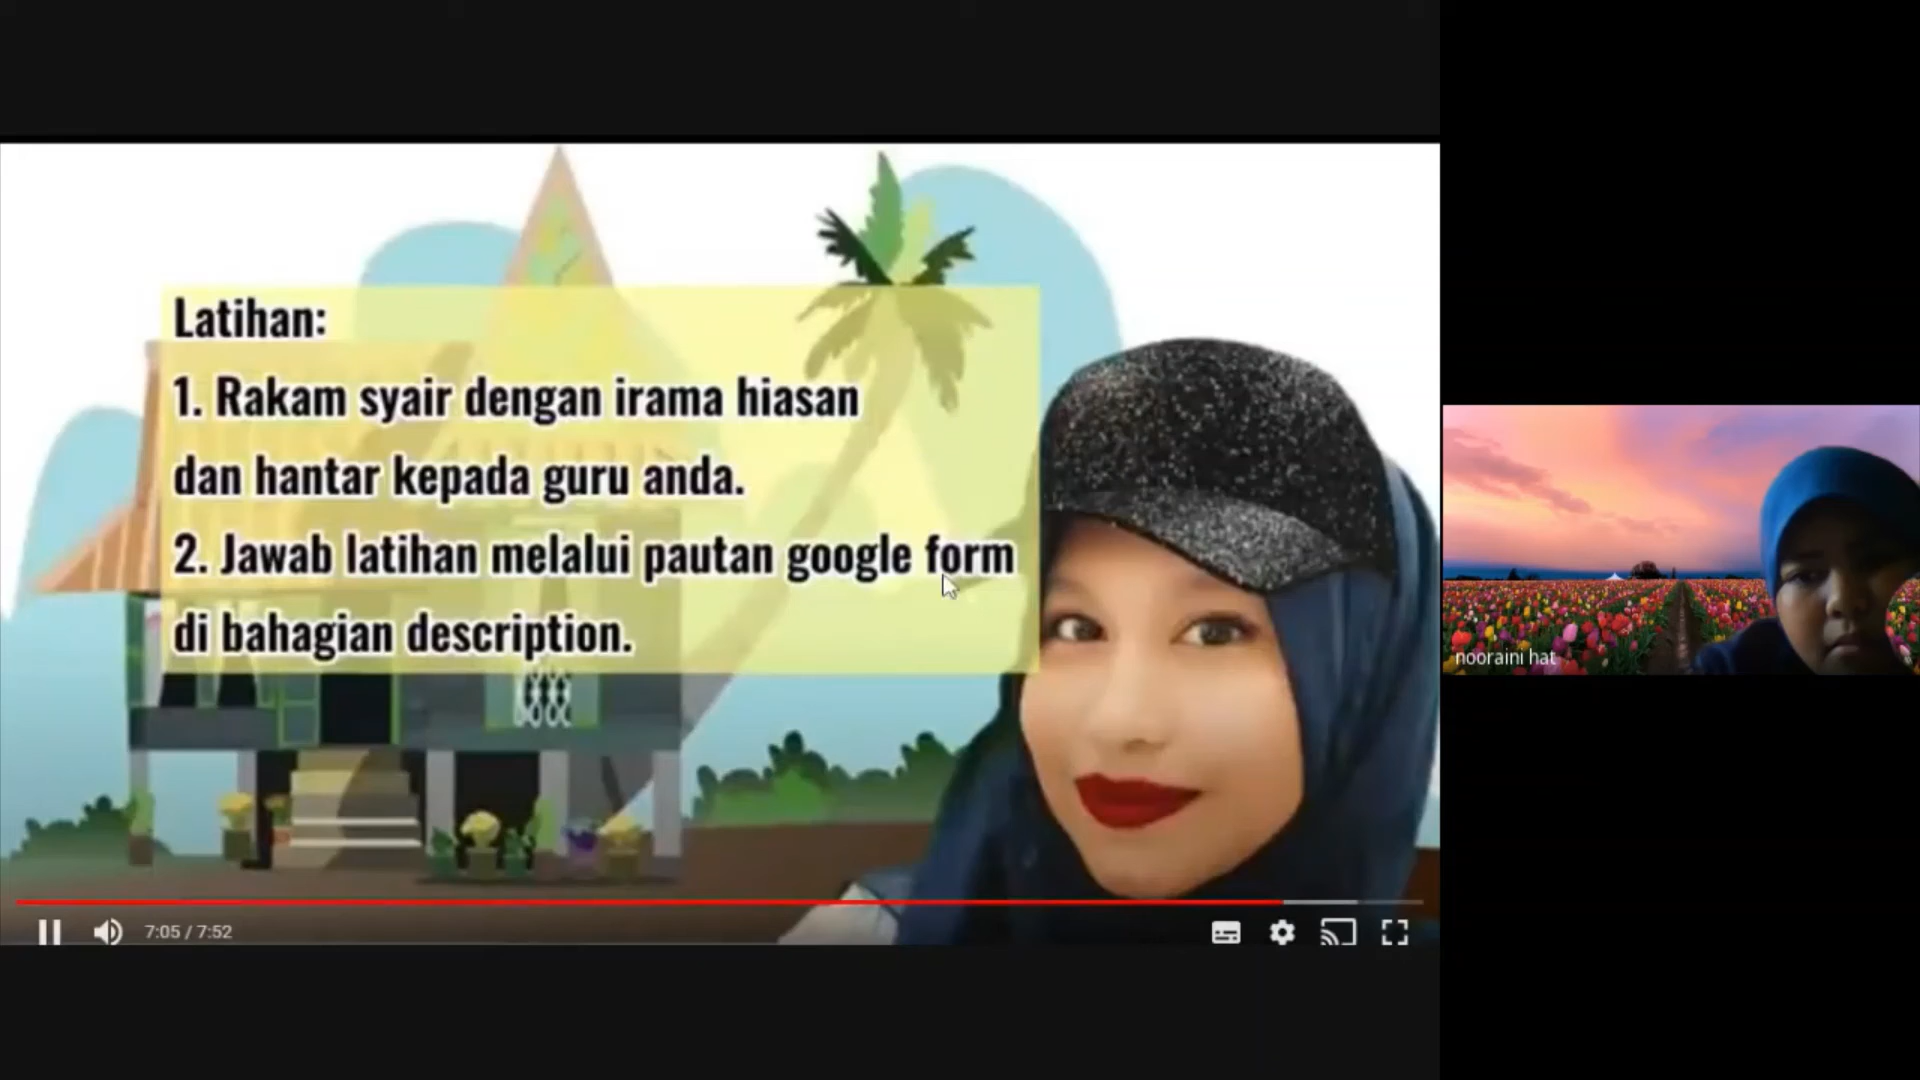 Latihan:
1. Rakam syair dengan irama hiasan
dan hantar kepada guru anda.
2. Jawab latihan melalui pautan google form
di bahagian description.
nooraini hat
7:05 / 7:52